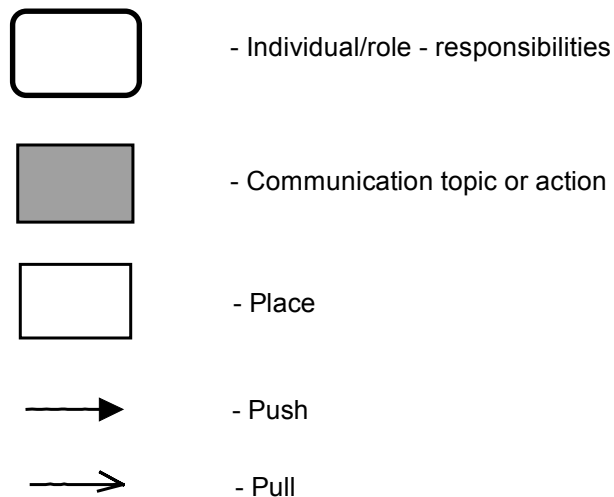 - Individual/role - responsibilities
- Communication topic or action
- Place
- Push
- Pull